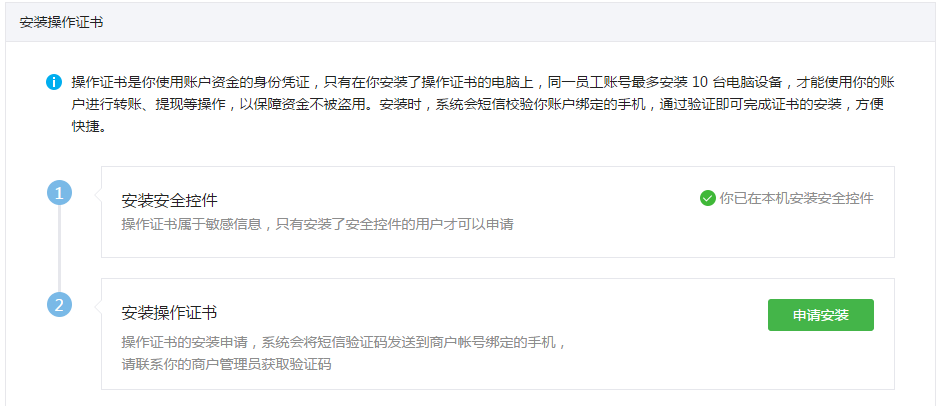 安装操作证书
操作证书是你使用账户资金的身份凭证，只有在你安装了操作证书的电脑上，同一员工账号最多安装 10 台电脑设备，才能使用你的账
户进行转账、提现等操作，以保障资金不被盗用。安装时，系统会短信校验你账户绑定的手机，通过验证即可完成证书的安装，方便
快捷。
1
安装安全控件
你已在本机安装安全控件
操作证书属于敏感信息，只有安装了安全控件的用户才可以申请
2
安装操作证书
申请安装
操作证书的安装申请，系统会将短信验证码发送到商户帐号绑定的手机，
请联系你的商户管理员获取验证码